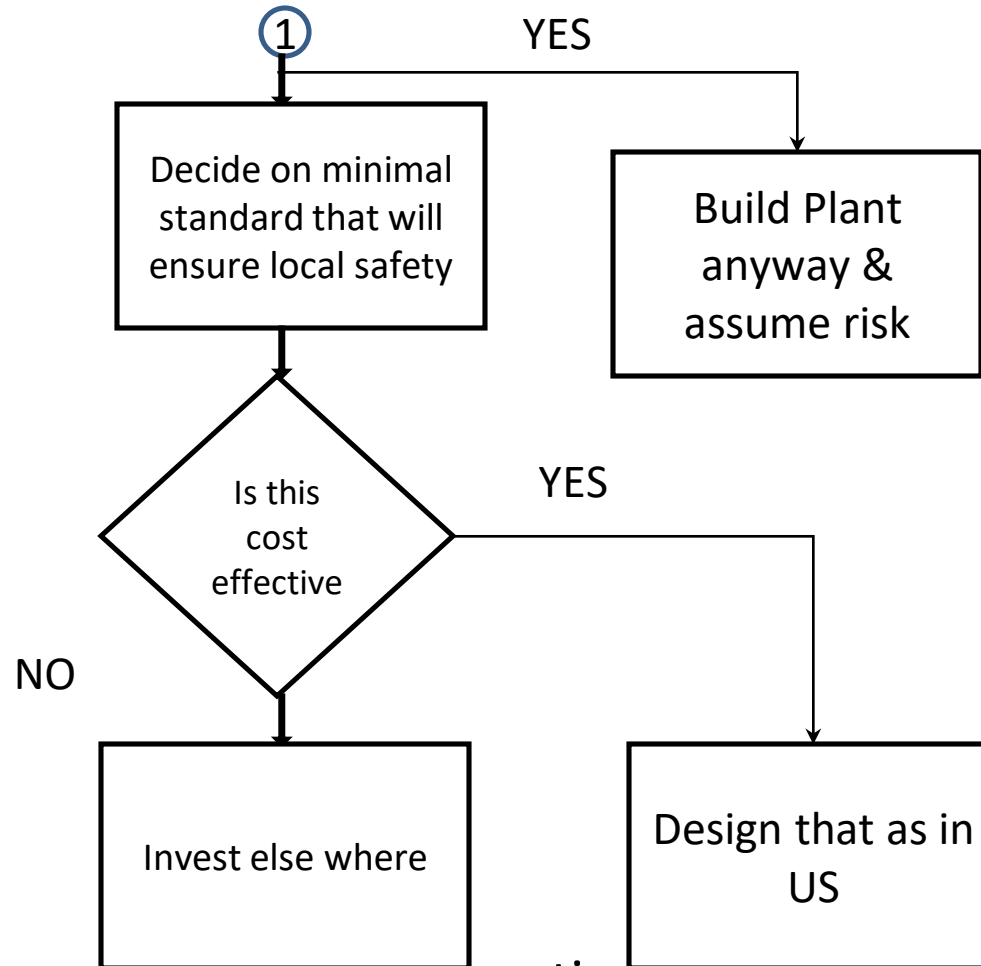 1
YES
Decide on minimal
standard that will
ensure local safety
Build Plant
anyway &
assume risk
Is this
cost
effective
YES
NO
Invest else where
Design that as in
US